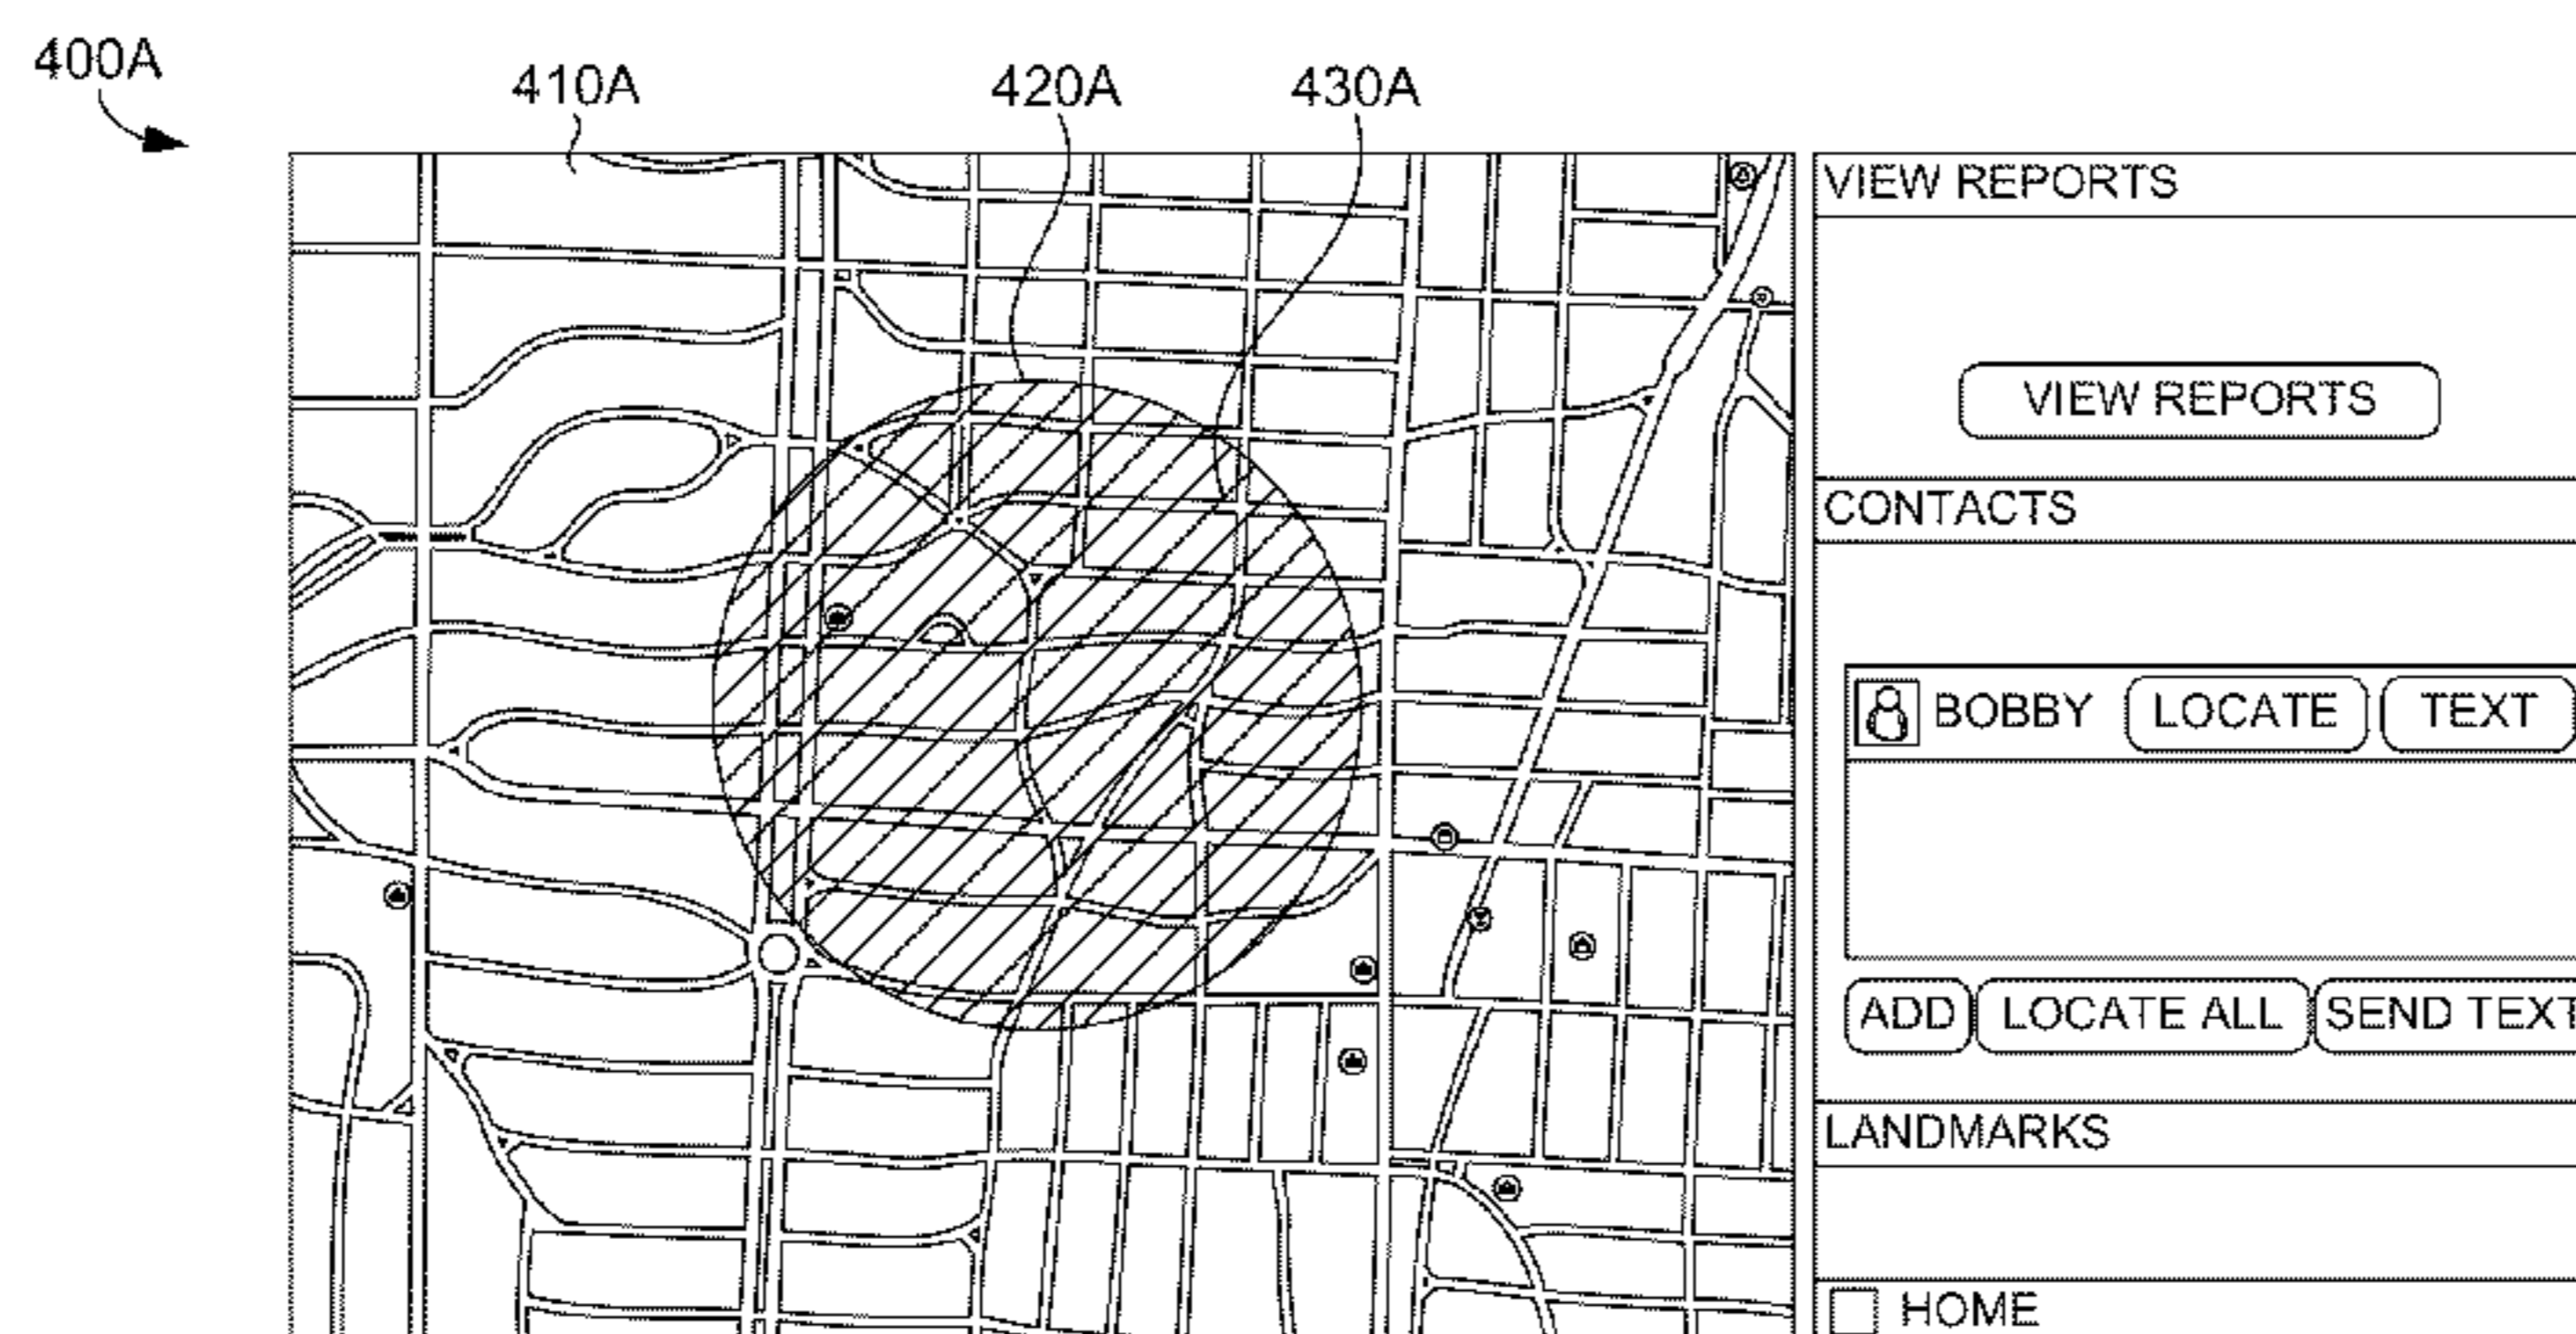 400A
410A 420A 430A
VIEW REPORTS
VIEW REPORTS
CONTACTS
BOBBY LOCATE TEXT
ADD LOCATE ALL SEND TEXT
LANDMARKS
HOME